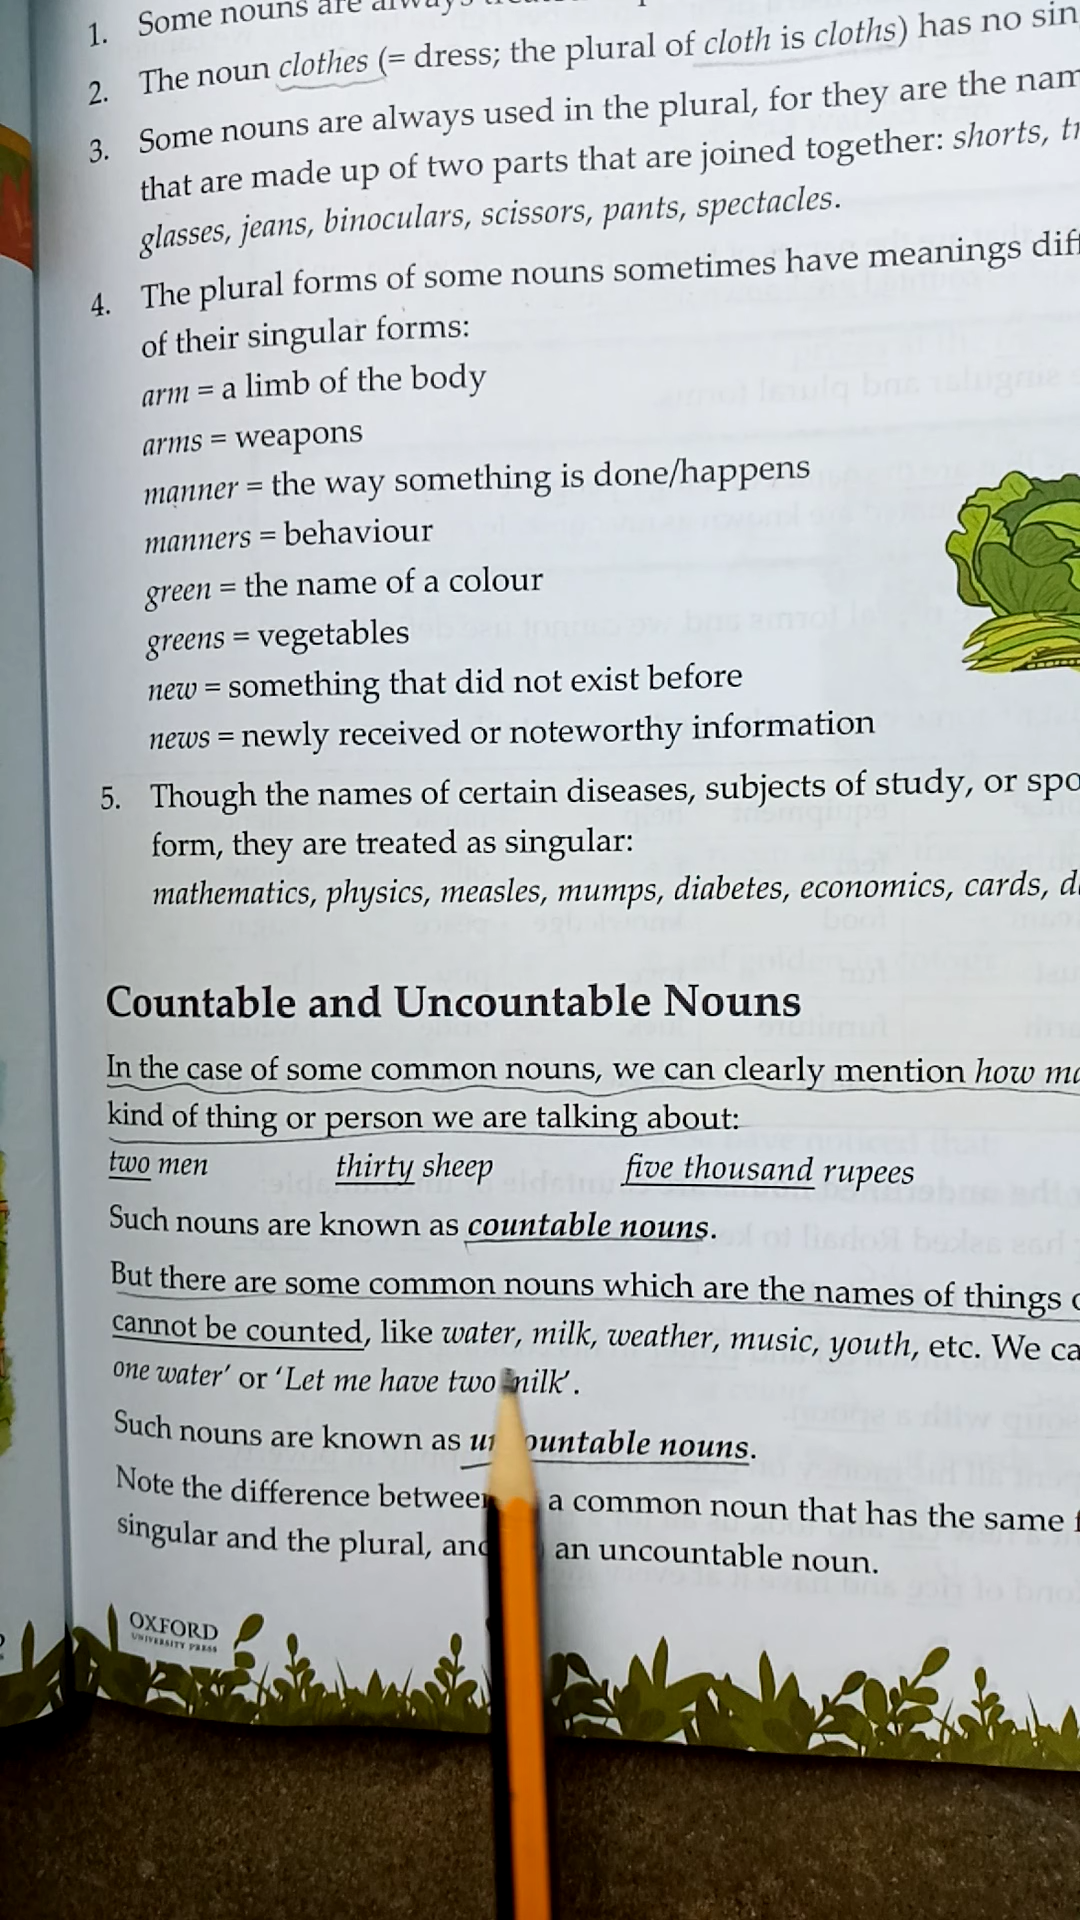 1. Some nouns are always
2. The noun clothes (= dress; the plural of cloth is cloths) has no sin
3. Some nouns are always used in the plural, for they are the nam
that are made up of two parts that are joined together: shorts, tr
glasses, jeans, binoculars, scissors, pants, spectacles.
4. The plural forms of some nouns sometimes have meanings diff
of their singular forms:
arm = a limb of the body
arms = weapons
manner = the way something is done/happens
manners = behaviour
green = the name of a colour
greens = vegetables
new = something that did not exist before
news = newly received or noteworthy information
5. Though the names of certain diseases, subjects of study, or spo
form, they are treated as singular:
mathematics, physics, measles, mumps, diabetes, economics, cards, d
Countable and Uncountable Nouns
In the case of some common nouns, we can clearly mention how ma
kind of thing or person we are talking about:
two men thirty sheep five thousand rupees
Such nouns are known as countable nouns.
But there are some common nouns which are the names of things
cannot be counted, like water, milk, weather, music, youth, etc. We ca
one water' or 'Let me have two milk'.
Such nouns are known as uncountable nouns.
Note the difference between a common noun that has the same f
singular and the plural, and an uncountable noun.
OXFORD
UNIVERSITY PRESS